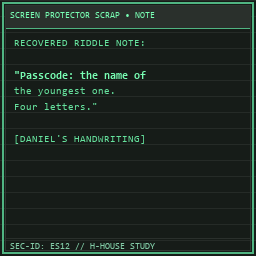 SCREEN PROTECTOR SCRAP • NOTE
RECOVERED RIDDLE NOTE:
"Passcode: the name of
the youngest one.
Four letters."
[DANIEL'S HANDWRITING]
SEC-ID: ES12 // H-HOUSE STUDY